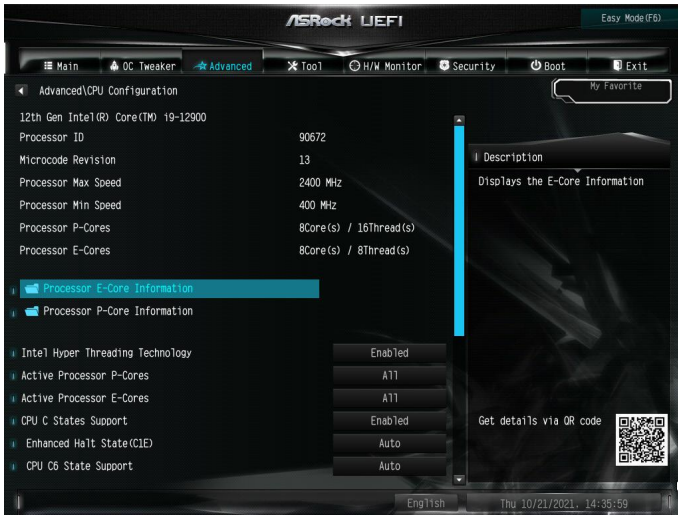 ASRock UEFI
Easy Mode(F6)
Main OC Tweaker Advanced Tool H/W Monitor Security Boot Exit
Advanced\CPU Configuration
My Favorite
12th Gen Intel(R) Core(TM) i9-12900
Processor ID 90672
Microcode Revision 13
Processor Max Speed 2400 MHz
Processor Min Speed 400 MHz
Processor P-Cores 8Core(s) / 16Thread(s)
Processor E-Cores 8Core(s) / 8Thread(s)
Processor E-Core Information
Processor P-Core Information
Intel Hyper Threading Technology Enabled
Active Processor P-Cores All
Active Processor E-Cores All
CPU C States Support Enabled
Enhanced Halt State(C1E) Auto
CPU C6 State Support Auto
Description
Displays the E-Core Information
Get details via QR code
English
Thu 10/21/2021. 14:35:59